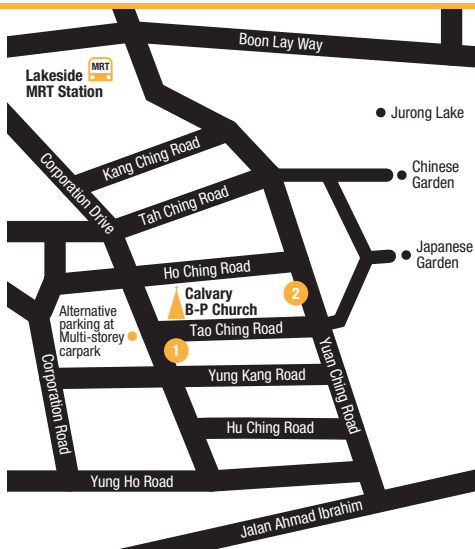 Boon Lay Way
MRT
Lakeside
MRT Station
Jurong Lake
Kang Ching Road
Corporation Drive
Chinese
Garden
Tah Ching Road
Japanese
Garden
Ho Ching Road
Calvary
B-P Church
2
Alternative
parking at
Multi-storey
carpark
Tao Ching Road
1
Yuan Ching Road
Corporation Road
Yung Kang Road
Hu Ching Road
Yung Ho Road
Jalan Ahmad Ibrahim